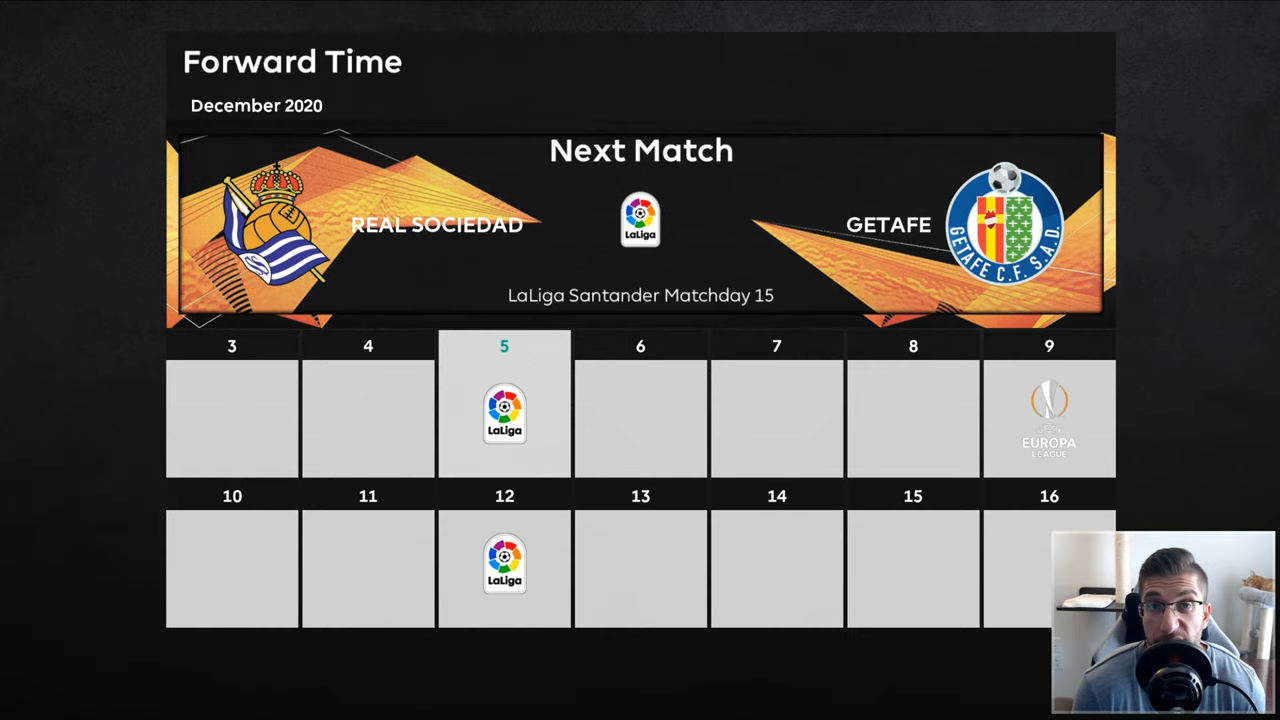 Forward Time
December 2020
Next Match
REAL SOCIEDAD
LaLiga
GETAFE
GETAFE C.F. S.A.D.
LaLiga Santander Matchday 15
3 4 5 6 7 8 9
LaLiga
EUROPA
LEAGUE
10 11 12 13 14 15 16
LaLiga